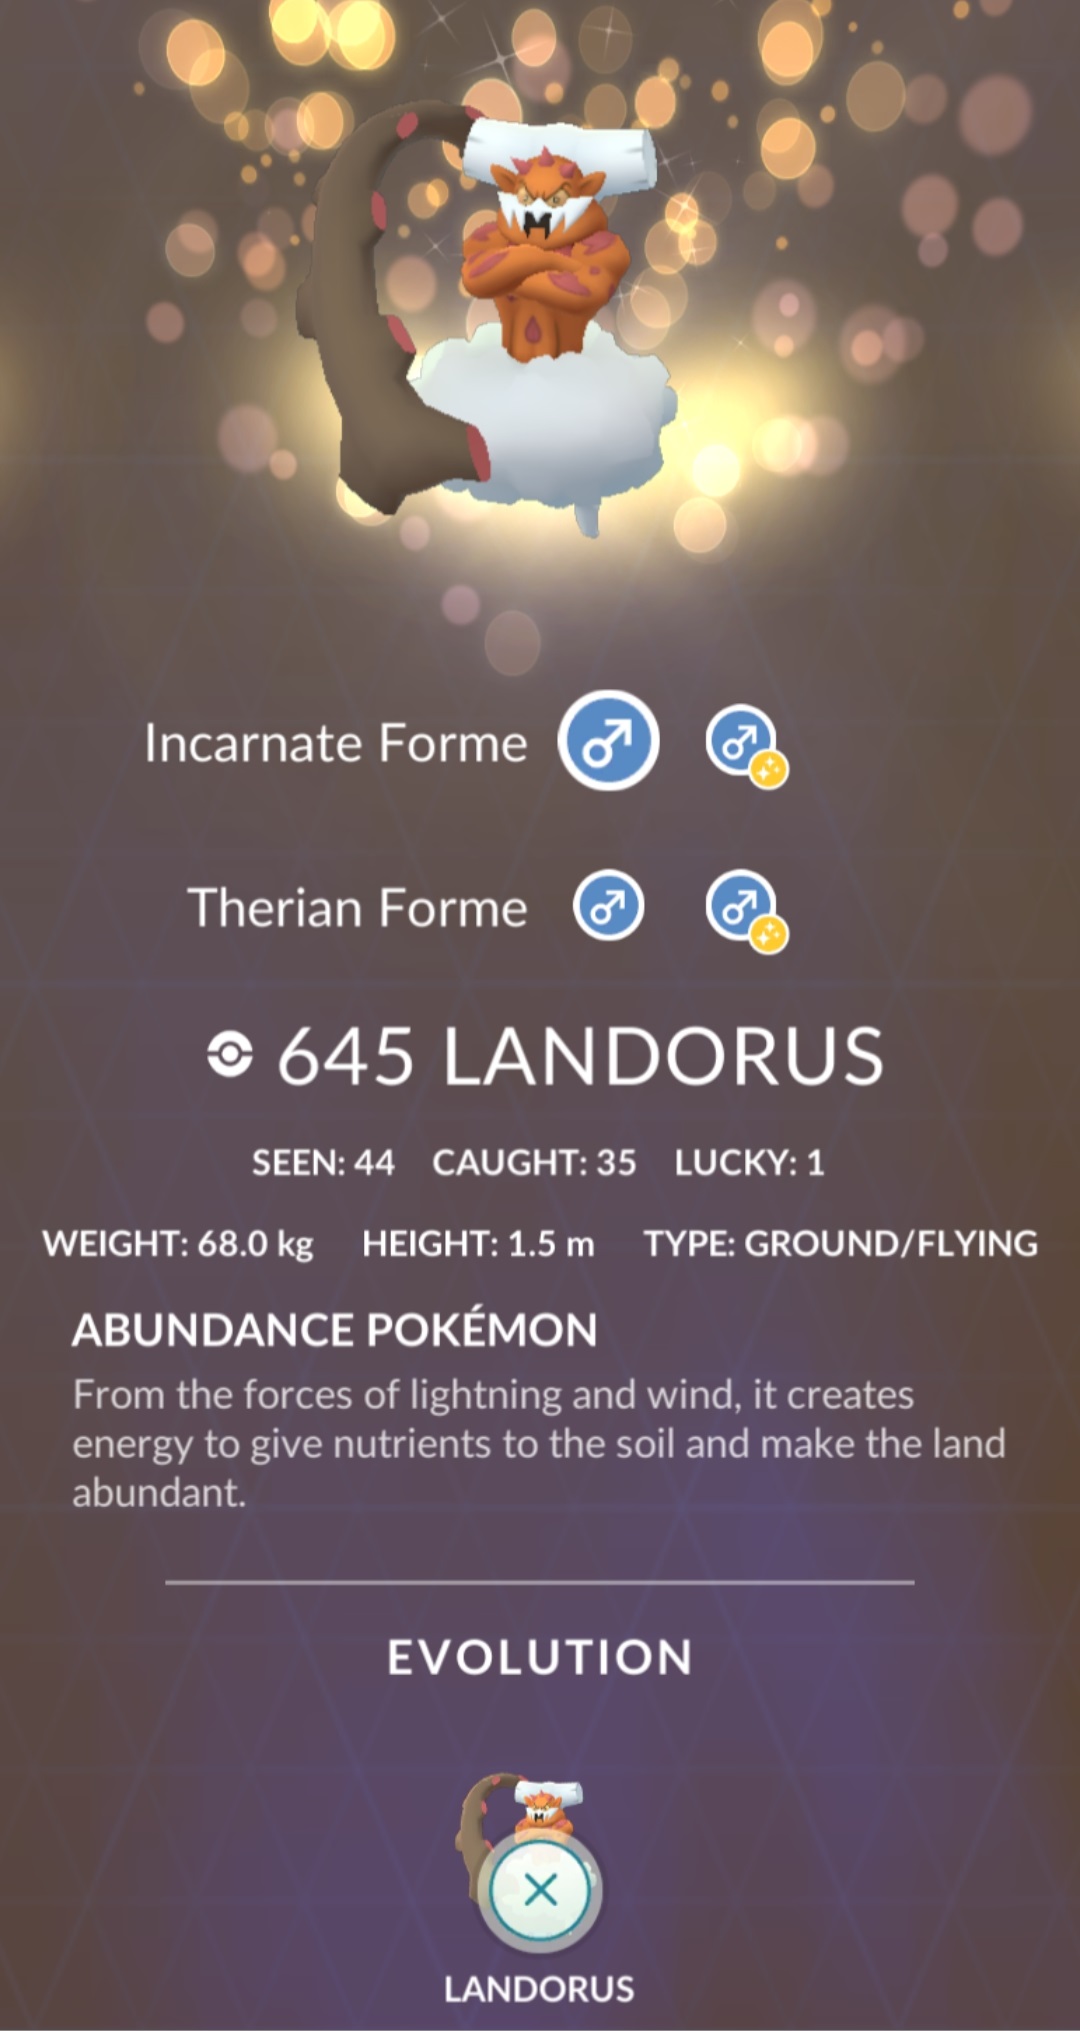 Incarnate Forme
Therian Forme
645 LANDORUS
SEEN: 44 CAUGHT: 35 LUCKY: 1
WEIGHT: 68.0 kg HEIGHT: 1.5 m TYPE: GROUND/FLYING
ABUNDANCE POKÉMON
From the forces of lightning and wind, it creates
energy to give nutrients to the soil and make the land
abundant.
EVOLUTION
LANDORUS